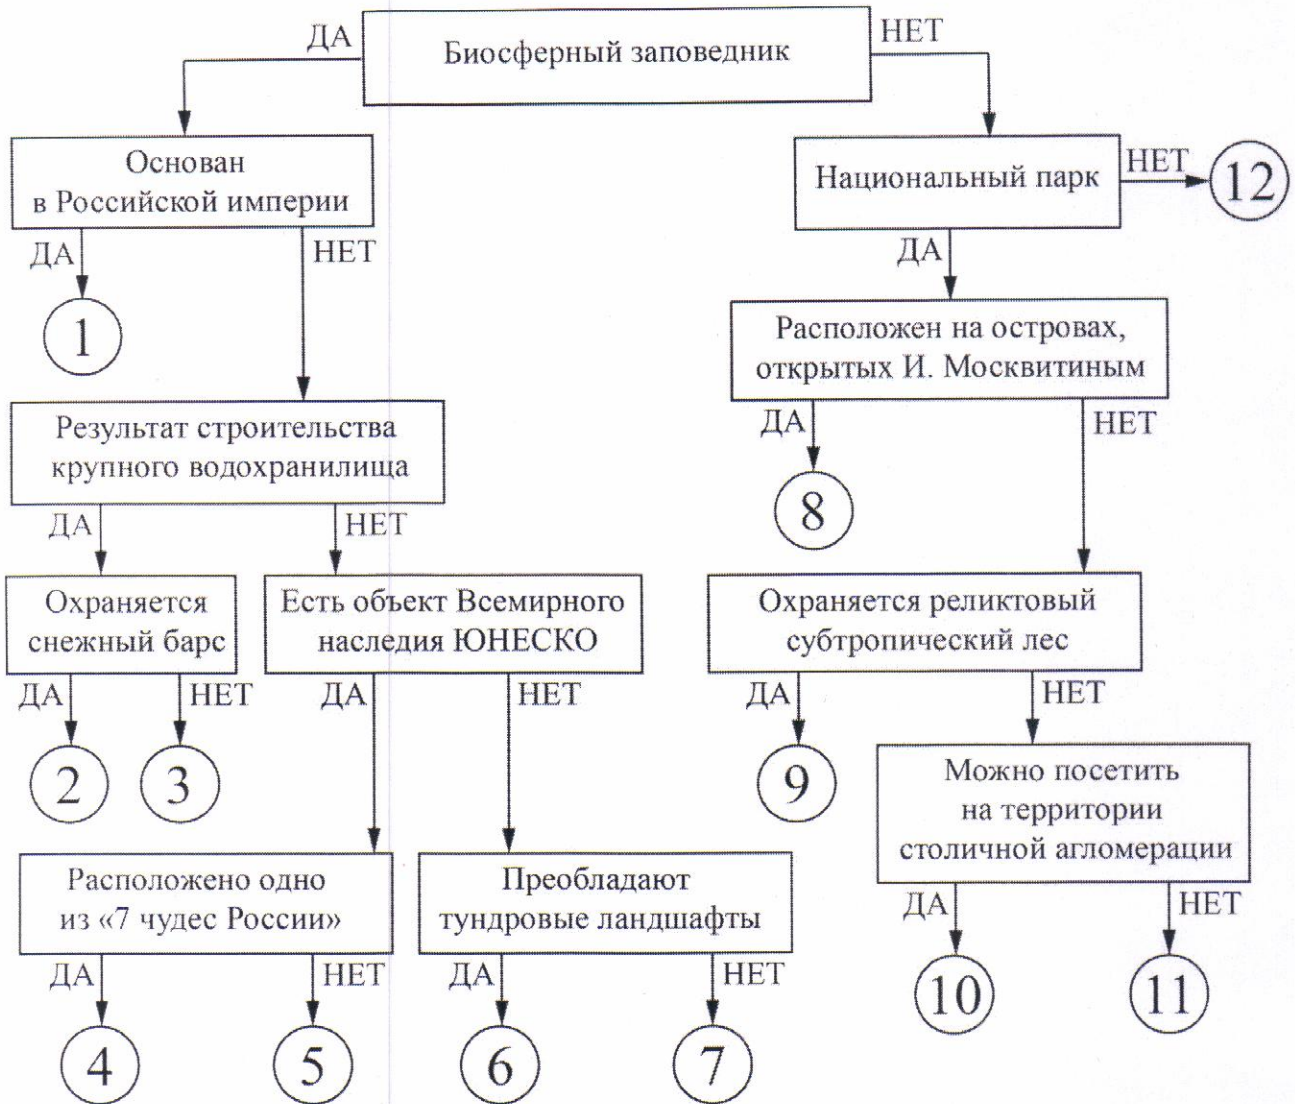 ДА
Биосферный заповедник
НЕТ
Основан
в Российской империи
Национальный парк
НЕТ
12
ДА
НЕТ
ДА
1
Расположен на островах,
открытых И. Москвитиным
Результат строительства
крупного водохранилища
ДА
НЕТ
8
ДА
НЕТ
Охраняется
снежный барс
Есть объект Всемирного
наследия ЮНЕСКО
Охраняется реликтовый
субтропический лес
ДА
НЕТ
ДА
НЕТ
ДА
НЕТ
2
3
9
Можно посетить
на территории
столичной агломерации
Расположено одно
из «7 чудес России»
Преобладают
тундровые ландшафты
ДА
НЕТ
ДА
НЕТ
ДА
НЕТ
10
11
4
5
6
7